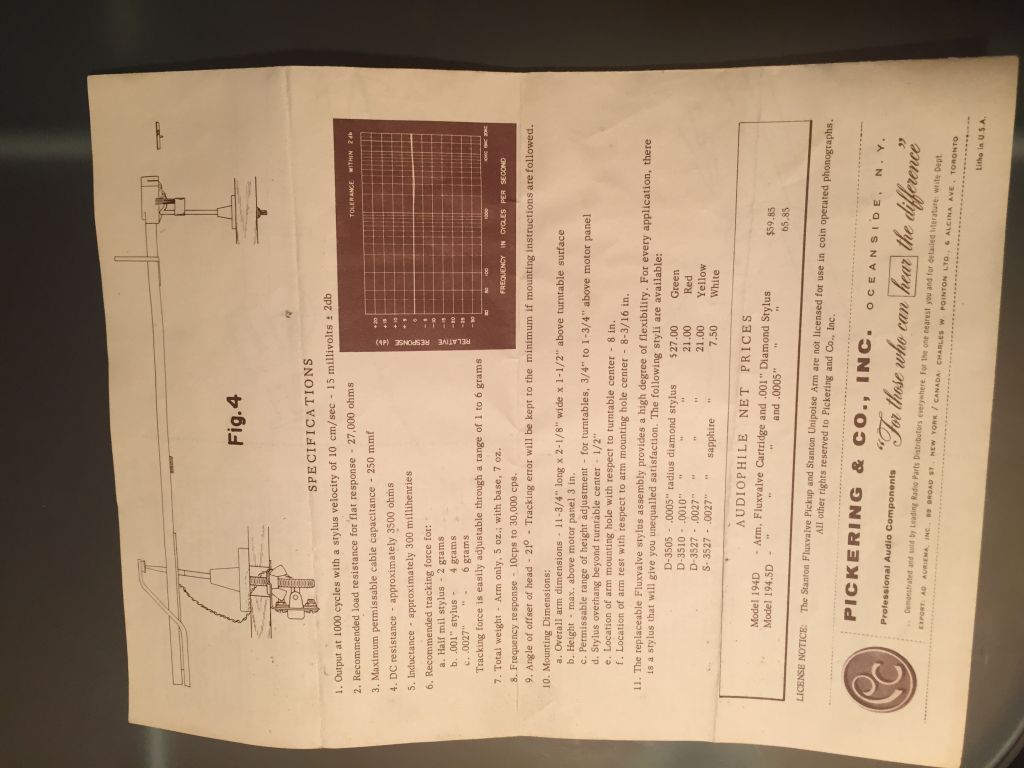 Fig.4
SPECIFICATIONS
1. Output at 1000 cycles with a stylus velocity of 10 cm/sec - 15 millivolts ± 2db
2. Recommended load resistance for flat response - 27,000 ohms
3. Maximum permissable cable capacitance - 250 mmf
4. DC resistance - approximately 3500 ohms
5. Inductance - approximately 300 millihenries
6. Recommended tracking force for:
a. Half mil stylus - 2 grams
b. .001" stylus - 4 grams
c. .0027" " - 6 grams
Tracking force is easily adjustable through a range of 1 to 6 grams
TOLERANCE WITHIN 2db
RELATIVE RESPONSE (db)
FREQUENCY IN CYCLES PER SECOND
7. Total weight - Arm only, 5 oz.; with base, 7 oz.
8. Frequency response - 10cps to 30,000 cps.
9. Angle of offset of head - 21° - Tracking error will be kept to the minimum if mounting instructions are followed.
10. Mounting Dimensions:
a. Overall arm dimensions - 11-3/4" long x 2-1/8" wide x 1-1/2" above turntable surface
b. Height - max. above motor panel 3 in.
c. Permissable range of height adjustment - for turntables, 3/4" to 1-3/4" above motor panel
d. Stylus overhang beyond turntable center - 1/2"
e. Location of arm mounting hole with respect to turntable center - 8 in.
f. Location of arm rest with respect to arm mounting hole center - 8-3/16 in.
11. The replaceable Fluxvalve stylus assembly provides a high degree of flexibility. For every application, there
is a stylus that will give you unequalled satisfaction. The following styli are available:
D-3505 - .0005" radius diamond stylus $27.00 Green
D-3510 - .0010" " " " 21.00 Red
D-3527 - .0027" " " " 21.00 Yellow
S-3527 - .0027" " sapphire " 7.50 White
AUDIOPHILE NET PRICES
Model 194D - Arm, Fluxvalve Cartridge and .001" Diamond Stylus $59.85
Model 194.5D - " " " and .0005" " " 65.85
LICENSE NOTICE: The Stanton Fluxvalve Pickup and Stanton Unipoise Arm are not licensed for use in coin operated phonographs.
All other rights reserved to Pickering and Co., Inc.
PICKERING & CO., INC. OCEANSIDE, N. Y.
Professional Audio Components "For those who can hear the difference"
Demonstrated and sold by Leading Radio Parts Distributors everywhere. For the one nearest you and for detailed literature: write Dept.
EXPORT: AD AURIEMA, INC. 89 BROAD ST. NEW YORK / CANADA: CHARLES W. POINTON LTD., 6 ALCINA AVE., TORONTO
Litho in U.S.A.